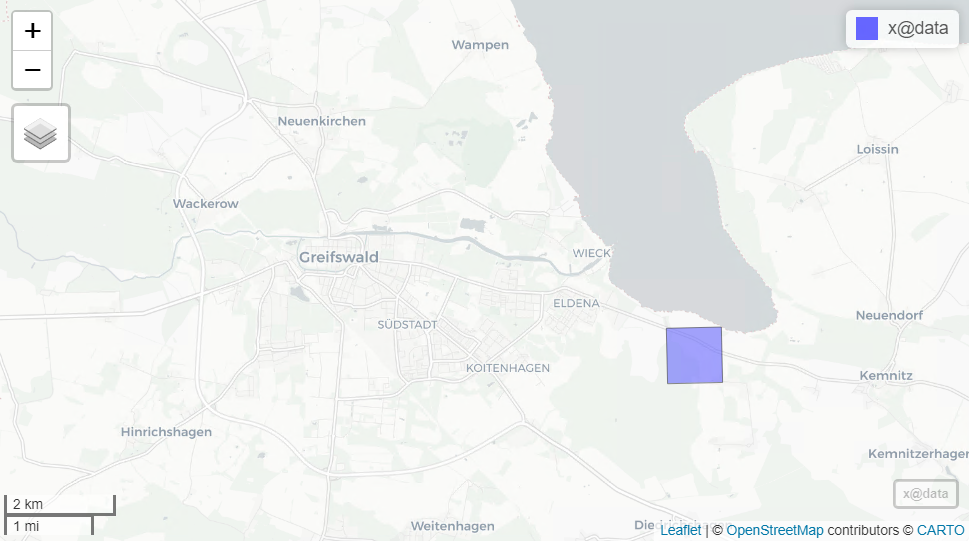 +
−
x@data
Wampen
Neuenkirchen
Loissin
Wackerow
Greifswald
WIECK
ELDENA
Neuendorf
SÜDSTADT
KOITENHAGEN
Kemnitz
Hinrichshagen
Kemnitzerhagen
x@data
2 km
1 mi
Weitenhagen
Leaflet | © OpenStreetMap contributors © CARTO